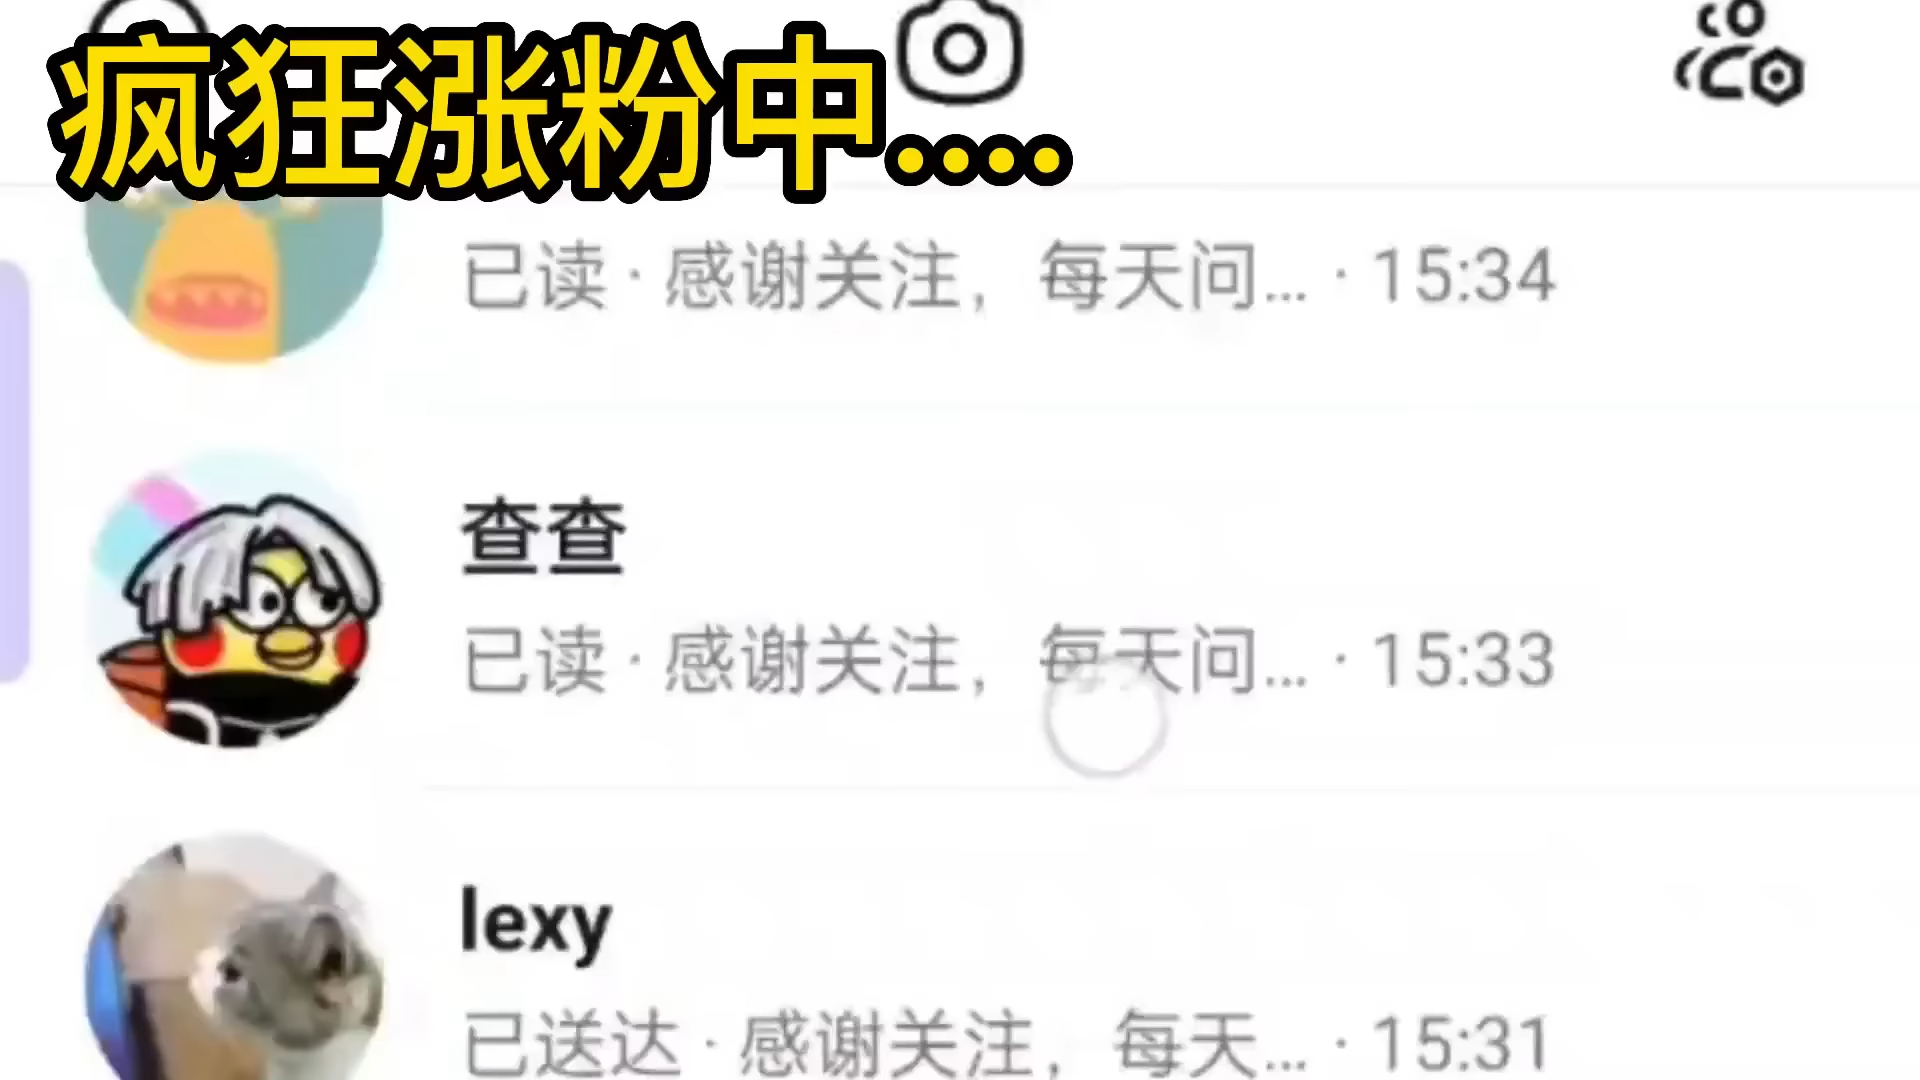 疯狂涨粉中....
已读 · 感谢关注，每天问... · 15:34
查查
已读 · 感谢关注，每天问... · 15:33
lexy
已送达 · 感谢关注，每天... · 15:31